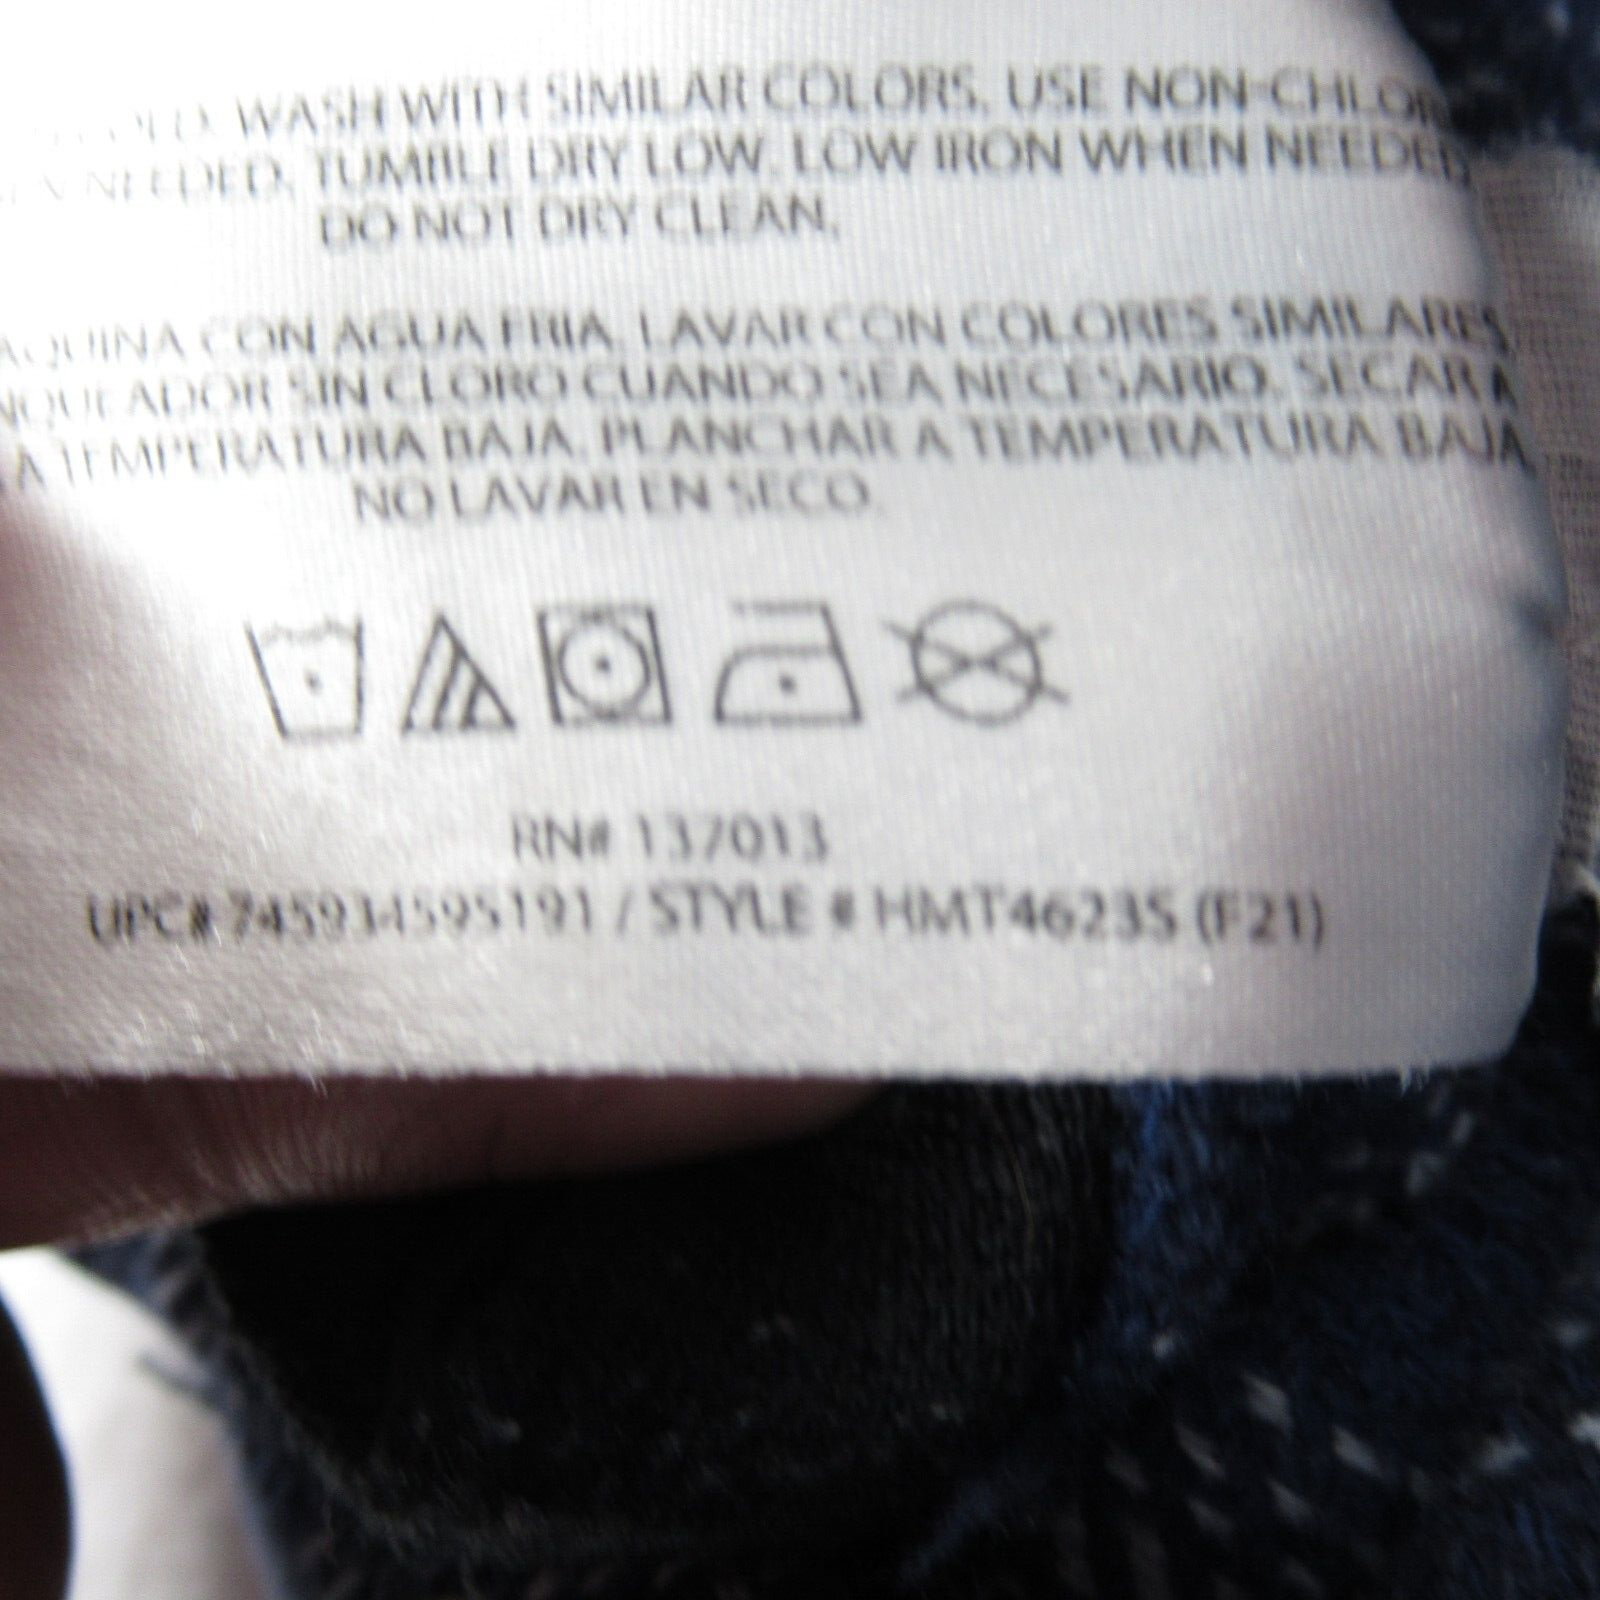 WASH WITH SIMILAR COLORS. USE NON-CHLOR
NEEDED. TUMBLE DRY LOW. LOW IRON WHEN NEEDED
DO NOT DRY CLEAN.
AQUINA CON AGUA FRIA. LAVAR CON COLORES SIMILARES
NQUEADOR SIN CLORO CUANDO SEA NECESARIO. SECAR A
A TEMPERATURA BAJA. PLANCHAR A TEMPERATURA BAJA
NO LAVAR EN SECO.
RN# 137013
UPC# 745934595191 / STYLE # HMT4623S (F21)